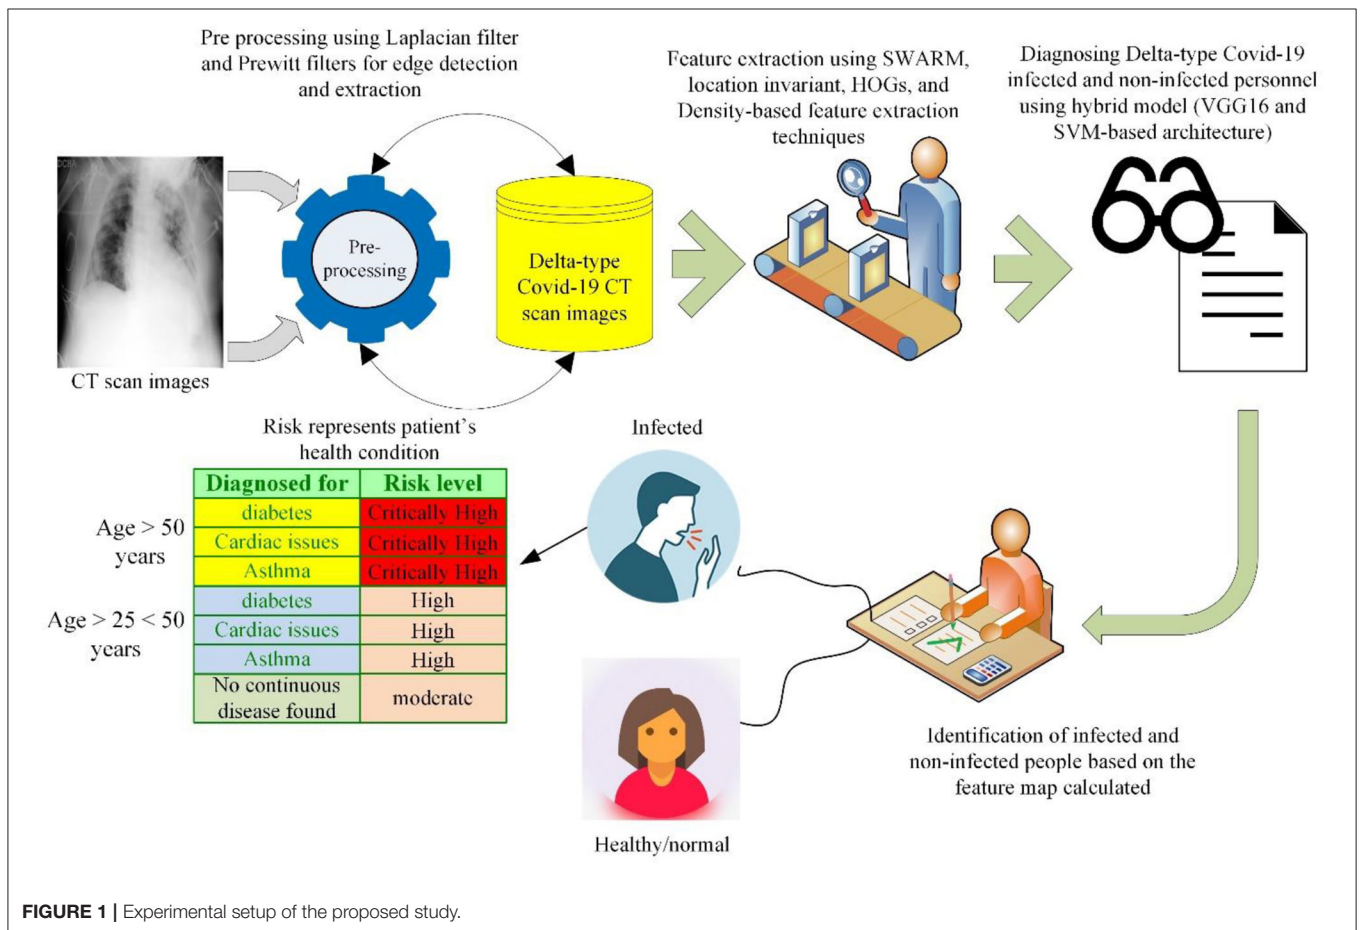 Pre processing using Laplacian filter
and Prewitt filters for edge detection
and extraction
Feature extraction using SWARM,
location invariant, HOGs, and
Density-based feature extraction
techniques
Diagnosing Delta-type Covid-19
infected and non-infected personnel
using hybrid model (VGG16 and
SVM-based architecture)
Pre-
processing
Delta-type
Covid-19 CT
scan images
CT scan images
Risk represents patient's
health condition
Diagnosed for Risk level
Age > 50
years
diabetes Critically High
Cardiac issues Critically High
Asthma Critically High
Age > 25 < 50
years
diabetes High
Cardiac issues High
Asthma High
No continuous
disease found
moderate
Infected
Healthy/normal
Identification of infected and
non-infected people based on the
feature map calculated
FIGURE 1 | Experimental setup of the proposed study.